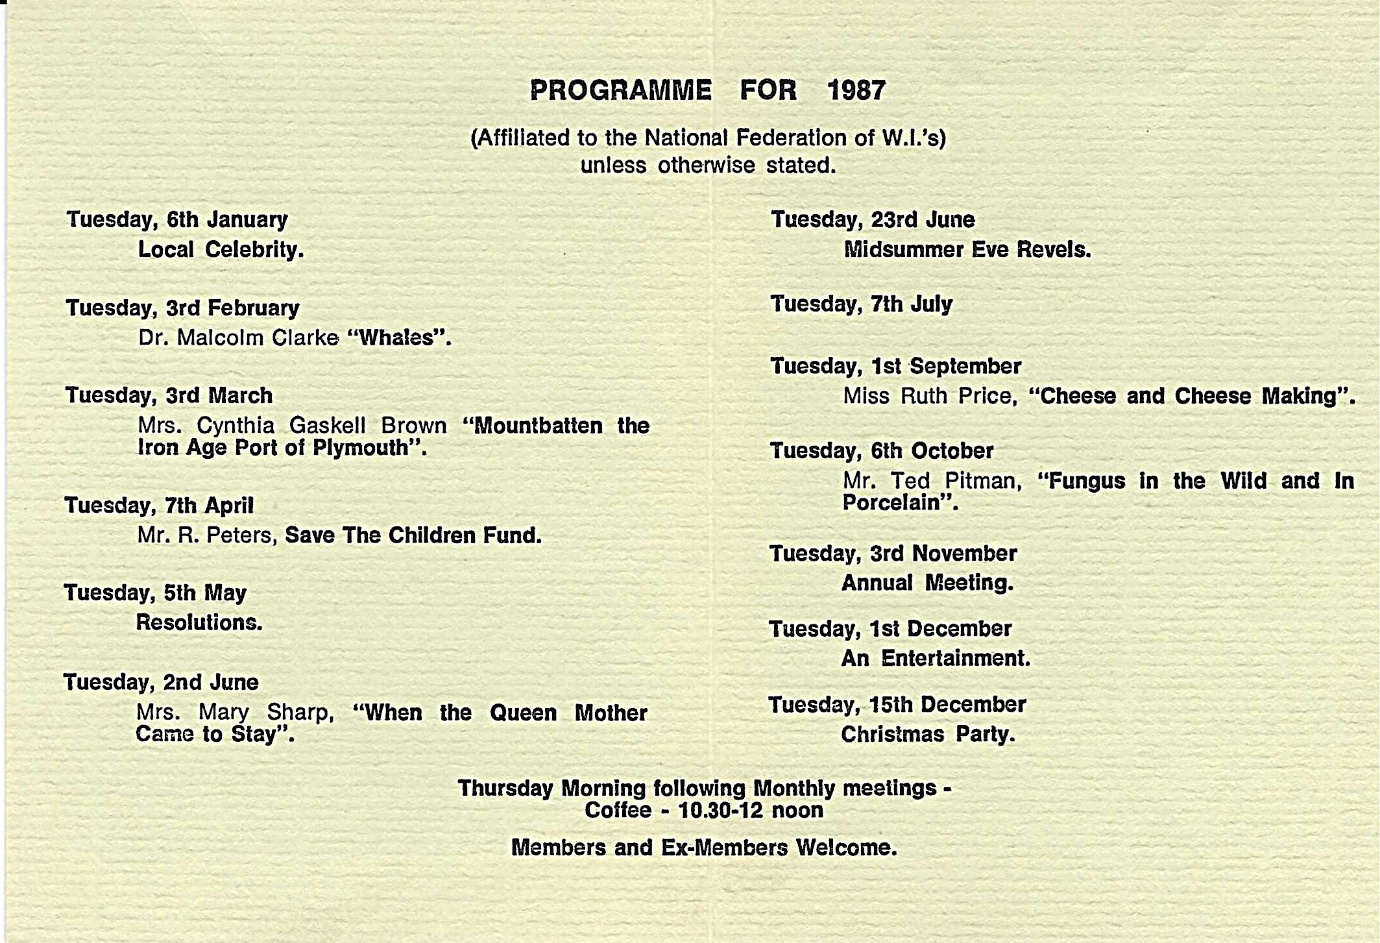 PROGRAMME FOR 1987
(Affiliated to the National Federation of W.I.'s)
unless otherwise stated.
Tuesday, 6th January
Local Celebrity.
Tuesday, 3rd February
Dr. Malcolm Clarke “Whales”.
Tuesday, 3rd March
Mrs. Cynthia Gaskell Brown “Mountbatten the
Iron Age Port of Plymouth”.
Tuesday, 7th April
Mr. R. Peters, Save The Children Fund.
Tuesday, 5th May
Resolutions.
Tuesday, 2nd June
Mrs. Mary Sharp, “When the Queen Mother
Came to Stay”.
Tuesday, 23rd June
Midsummer Eve Revels.
Tuesday, 7th July
Tuesday, 1st September
Miss Ruth Price, “Cheese and Cheese Making”.
Tuesday, 6th October
Mr. Ted Pitman, “Fungus in the Wild and In
Porcelain”.
Tuesday, 3rd November
Annual Meeting.
Tuesday, 1st December
An Entertainment.
Tuesday, 15th December
Christmas Party.
Thursday Morning following Monthly meetings -
Coffee - 10.30-12 noon
Members and Ex-Members Welcome.